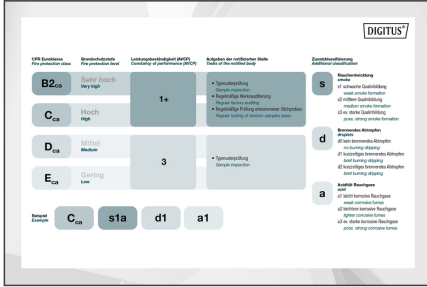 DIGITUS®
CPR Euroklasse
Fire protection class
Brandschutzstufe
Fire protection level
Leistungsbeständigkeit (AVCP)
Constancy of performance (AVCP)
Aufgaben der notifizierten Stelle
Tasks of the notified body
Zusatzklassifizierung
Additional classification
B2ca
Sehr hoch
Very high
Cca
Hoch
High
1+
• Typmusterprüfung
Sample inspection
• Regelmäßige Werksauditierung
Regular factory auditing
• Regelmäßige Prüfung entnommener Stichproben
Regular testing of random samples taken
Dca
Mittel
Medium
Eca
Gering
Low
3
• Typmusterprüfung
Sample inspection
s
Rauchentwicklung
smoke
s1 schwache Qualmbildung
weak smoke formation
s2 mittlere Qualmbildung
medium smoke formation
s3 ev. starke Qualmbildung
poss. strong smoke formation
d
Brennendes Abtropfen
droplets
d0 kein brennendes Abtropfen
no burning dripping
d1 kurzzeitiges brennendes Abtropfen
brief burning dripping
d2 kurzzeitiges brennendes Abtropfen
brief burning dripping
a
Acidität Rauchgase
acid
a1 leicht korrosive Rauchgase
weak corrosive fumes
a2 leichtere korrosive Rauchgase
lighter corrosive fumes
a3 ev. starke korrosive Rauchgase
poss. strong corrosive fumes
Beispiel
Example
Cca
s1a
d1
a1